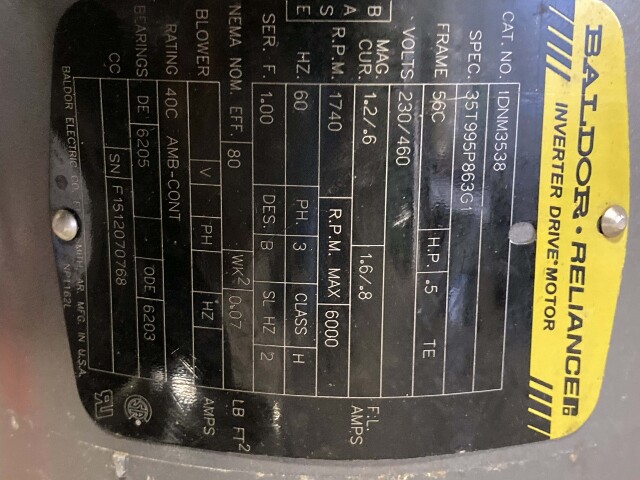 BALDOR • RELIANCER
INVERTER DRIVE MOTOR
CAT. NO. IDNM3538
SPEC. 35T995P863G1
FRAME 56C H.P. .5 TE
VOLTS 230/460
MAG. CUR. 1.2/.6 1.6/.8 F.L. AMPS
R.P.M. 1740 R.P.M. MAX 6000
B A S E
HZ. 60 PH. 3 CLASS H
SER. F. 1.00 DES. B SL HZ 2
NEMA NOM. EFF. 80 WK² 0.07 LB FT²
BLOWER V PH HZ AMPS
RATING 40C AMB-CONT
BEARINGS DE 6205 ODE 6203
CC SN F1512070768
BALDOR ELECTRIC CO. AR. MFG. IN U.S.A.